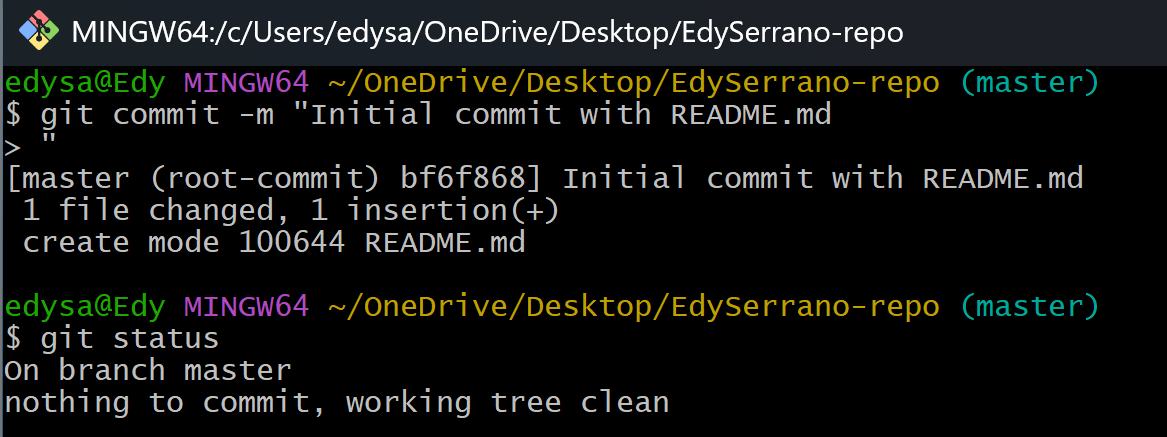 MINGW64:/c/Users/edysa/OneDrive/Desktop/EdySerrano-repo
edysa@Edy MINGW64 ~/OneDrive/Desktop/EdySerrano-repo (master)
$ git commit -m "Initial commit with README.md
> "
[master (root-commit) bf6f868] Initial commit with README.md
 1 file changed, 1 insertion(+)
 create mode 100644 README.md

edysa@Edy MINGW64 ~/OneDrive/Desktop/EdySerrano-repo (master)
$ git status
On branch master
nothing to commit, working tree clean